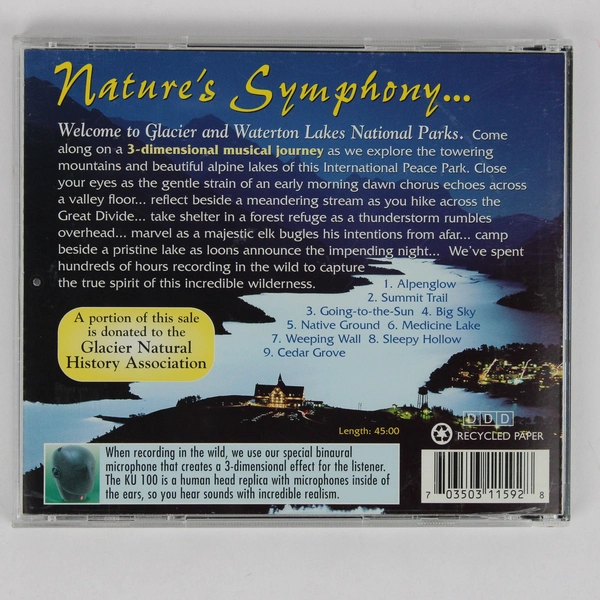 Nature's Symphony...
Welcome to Glacier and Waterton Lakes National Parks. Come
along on a 3-dimensional musical journey as we explore the towering
mountains and beautiful alpine lakes of this International Peace Park. Close
your eyes as the gentle strain of an early morning dawn chorus echoes across
a valley floor... reflect beside a meandering stream as you hike across the
Great Divide... take shelter in a forest refuge as a thunderstorm rumbles
overhead... marvel as a majestic elk bugles his intentions from afar... camp
beside a pristine lake as loons announce the impending night... We've spent
hundreds of hours recording in the wild to capture
the true spirit of this incredible wilderness.
1. Alpenglow
2. Summit Trail
3. Going-to-the-Sun 4. Big Sky
5. Native Ground 6. Medicine Lake
7. Weeping Wall 8. Sleepy Hollow
9. Cedar Grove
A portion of this sale
is donated to the
Glacier Natural
History Association
Length: 45:00
DDD
RECYCLED PAPER
When recording in the wild, we use our special binaural
microphone that creates a 3-dimensional effect for the listener.
The KU 100 is a human head replica with microphones inside of
the ears, so you hear sounds with incredible realism.
7 03503 11592 8